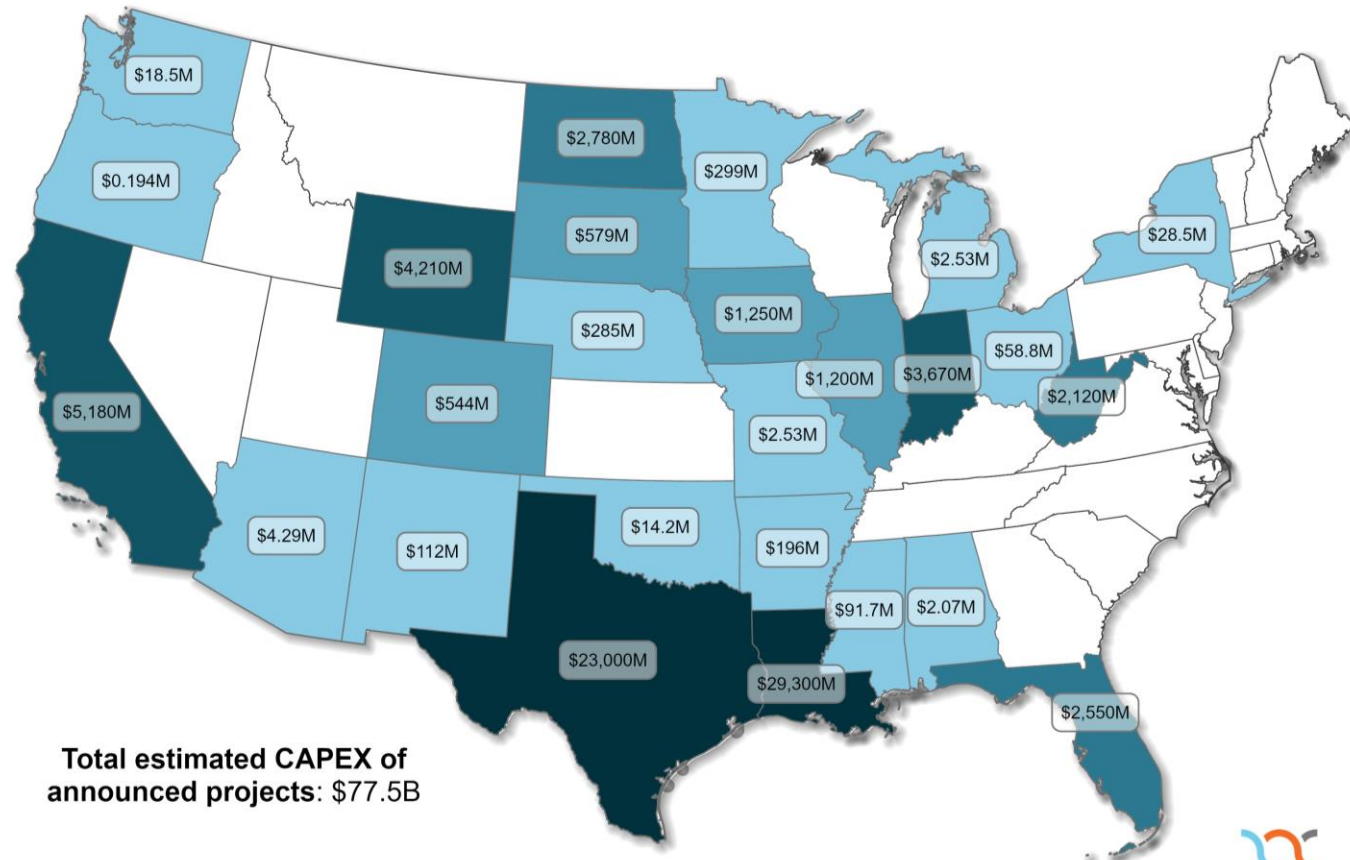 $18.5M
$2,780M
$299M
$0.194M
$28.5M
$579M
$2.53M
$4,210M
$1,250M
$285M
$58.8M
$1,200M
$3,670M
$2,120M
$544M
$5,180M
$2.53M
$14.2M
$4.29M
$112M
$196M
$91.7M
$2.07M
$23,000M
$29,300M
$2,550M
Total estimated CAPEX of
announced projects: $77.5B